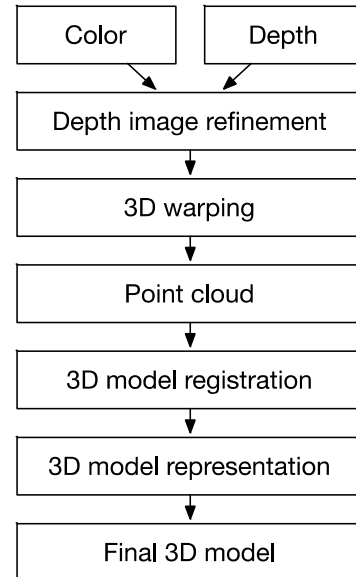 Color
Depth
Depth image refinement
3D warping
Point cloud
3D model registration
3D model representation
Final 3D model